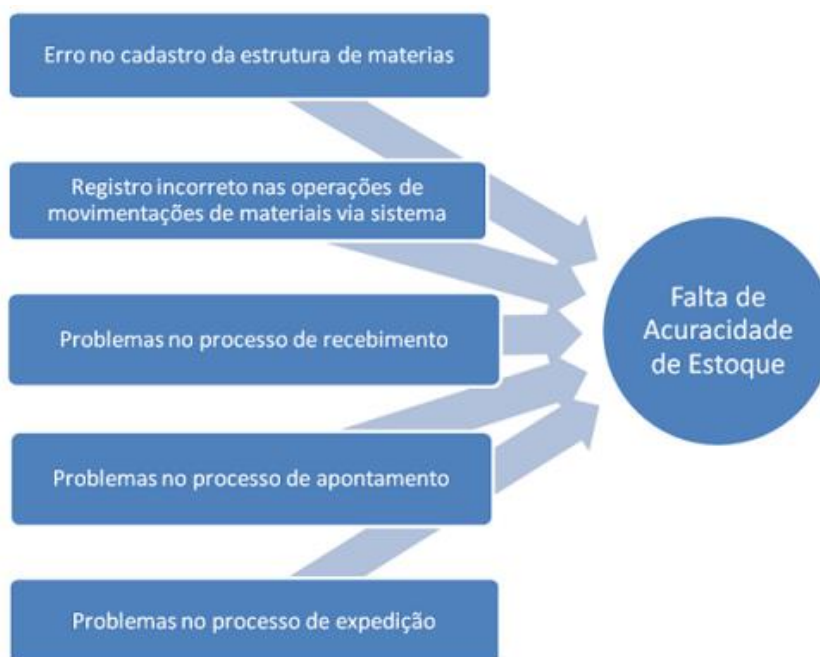 Erro no cadastro da estrutura de materias
Registro incorreto nas operações de
movimentações de materiais via sistema
Problemas no processo de recebimento
Problemas no processo de apontamento
Problemas no processo de expedição
Falta de
Acuracidade
de Estoque